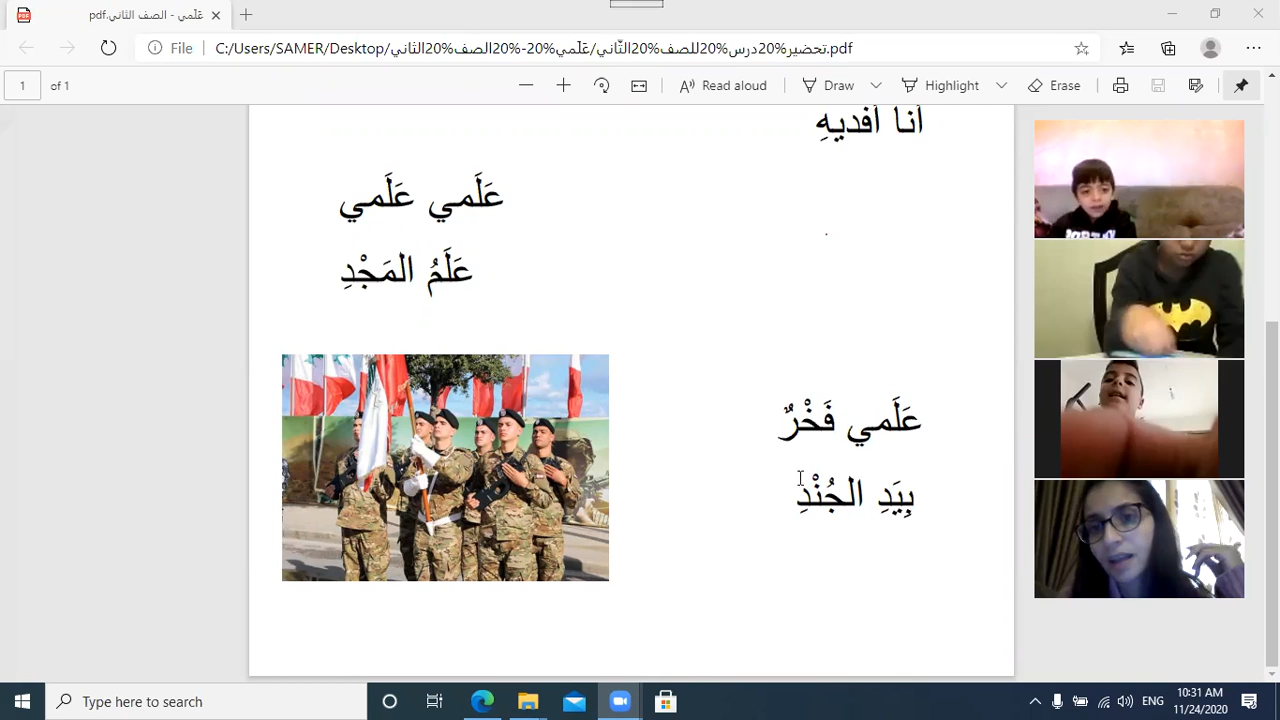 عَلَمي - الصف الثاني.pdf
File
C:/Users/SAMER/Desktop/تحضير%20درس%20للصف%20الثّاني/عَلَمي%20-%20الصف%20الثاني.pdf
1 of 1
Read aloud
Draw
Highlight
Erase
أنا أفديهِ
عَلَمي عَلَمي
عَلَمُ المَجْدِ
عَلَمي فَخْرٌ
بِيَدِ الجُنْدِ
Type here to search
ENG
10:31 AM
11/24/2020